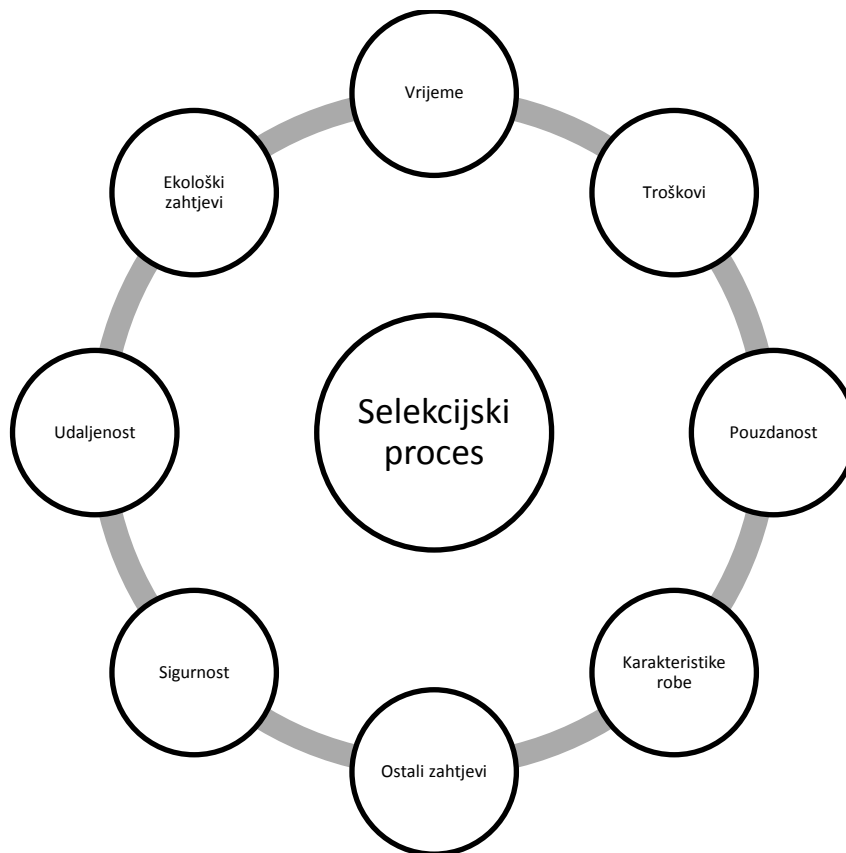 Vrijeme
Troškovi
Pouzdanost
Karakteristike
robe
Ostali zahtjevi
Sigurnost
Udaljenost
Ekološki
zahtjevi
Selekcijski
proces